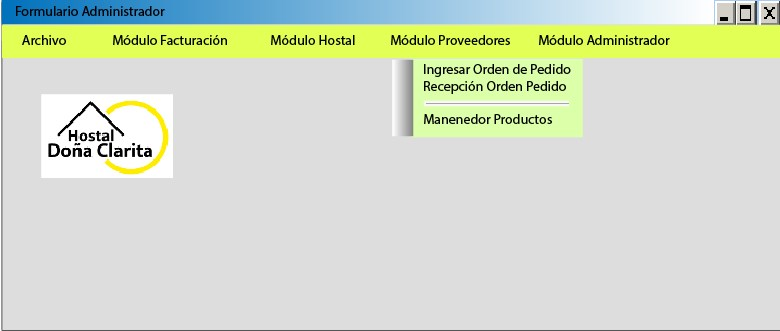 Formulario Administrador
Archivo Módulo Facturación Módulo Hostal Módulo Proveedores Módulo Administrador
Ingresar Orden de Pedido
Recepción Orden Pedido
Manenedor Productos
Hostal
Doña Clarita